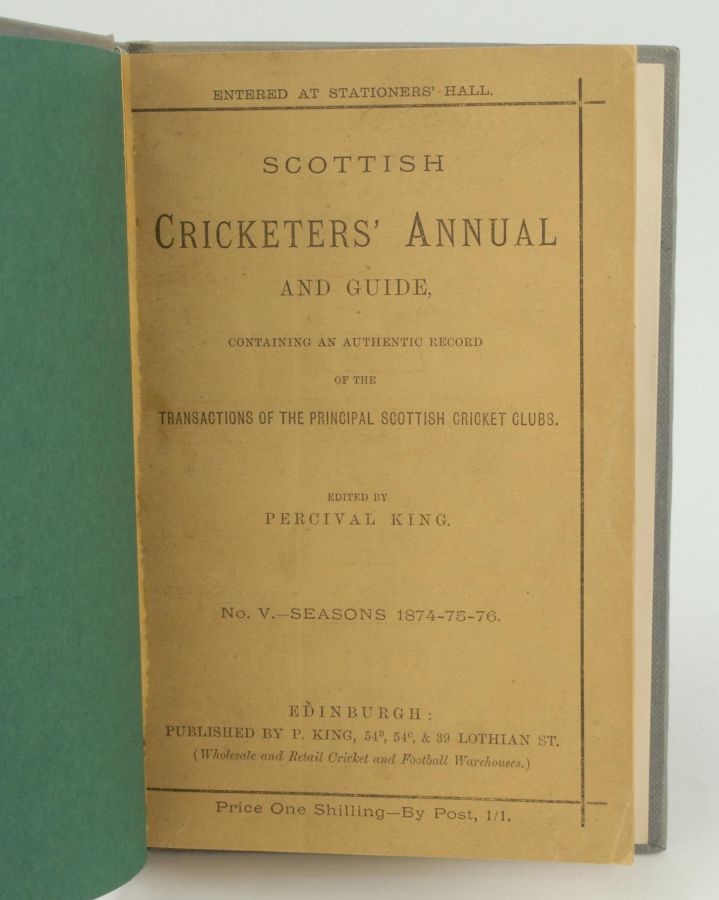 ENTERED AT STATIONERS' HALL.
SCOTTISH
CRICKETERS' ANNUAL
AND GUIDE,
CONTAINING AN AUTHENTIC RECORD
OF THE
TRANSACTIONS OF THE PRINCIPAL SCOTTISH CRICKET CLUBS.
EDITED BY
PERCIVAL KING.
No. V.—SEASONS 1874-75-76.
EDINBURGH:
PUBLISHED BY P. KING, 54B, 54C, & 39 LOTHIAN ST.
(Wholesale and Retail Cricket and Football Warehouses.)
Price One Shilling—By Post, 1/1.